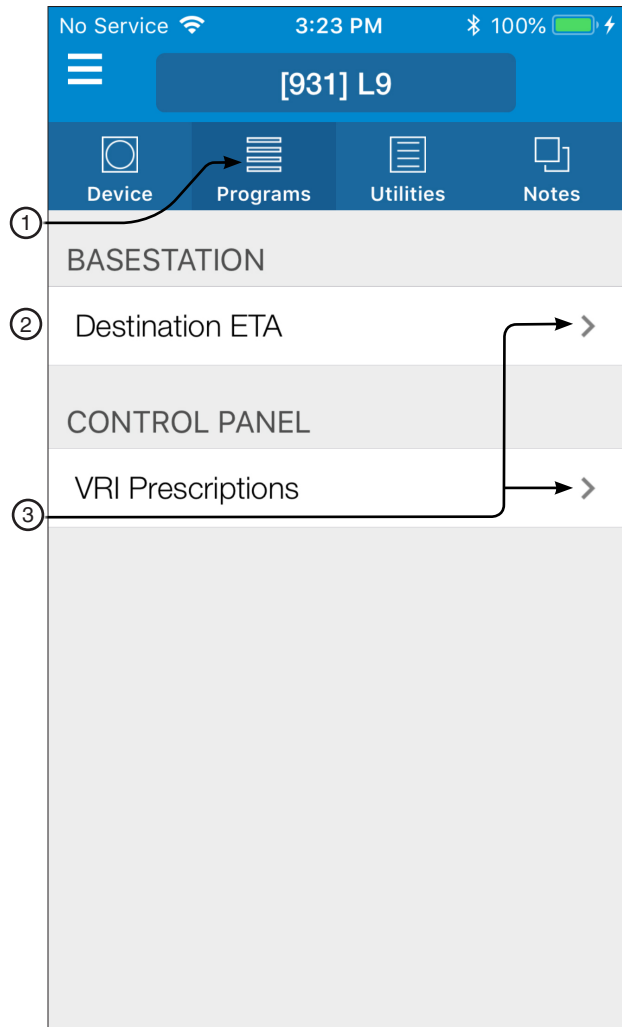 No Service 3:23 PM 100%
[931] L9
Device Programs Utilities Notes
1
BASESTATION
2 Destination ETA
CONTROL PANEL
VRI Prescriptions
3